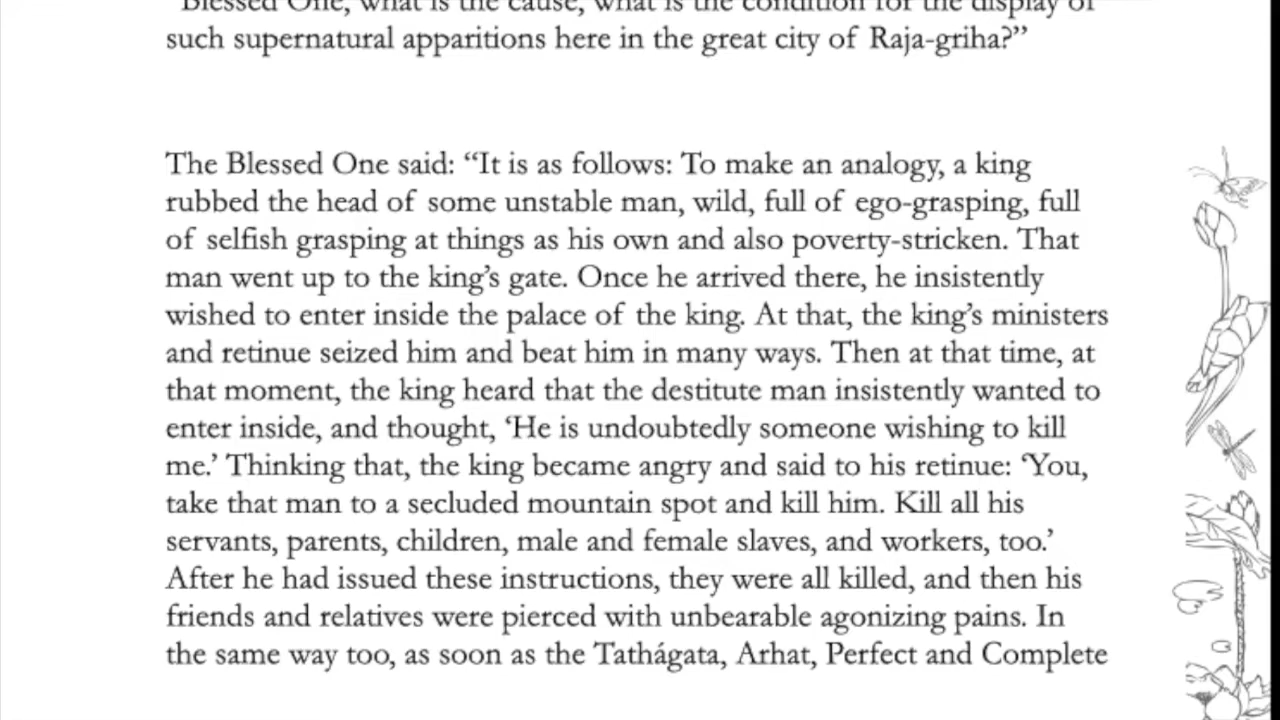 "Blessed One, what is the cause, what is the condition for the display of
such supernatural apparitions here in the great city of Raja-griha?”
The Blessed One said: “It is as follows: To make an analogy, a king
rubbed the head of some unstable man, wild, full of ego-grasping, full
of selfish grasping at things as his own and also poverty-stricken. That
man went up to the king’s gate. Once he arrived there, he insistently
wished to enter inside the palace of the king. At that, the king’s ministers
and retinue seized him and beat him in many ways. Then at that time, at
that moment, the king heard that the destitute man insistently wanted to
enter inside, and thought, ‘He is undoubtedly someone wishing to kill
me.’ Thinking that, the king became angry and said to his retinue: ‘You,
take that man to a secluded mountain spot and kill him. Kill all his
servants, parents, children, male and female slaves, and workers, too.’
After he had issued these instructions, they were all killed, and then his
friends and relatives were pierced with unbearable agonizing pains. In
the same way too, as soon as the Tathágata, Arhat, Perfect and Complete